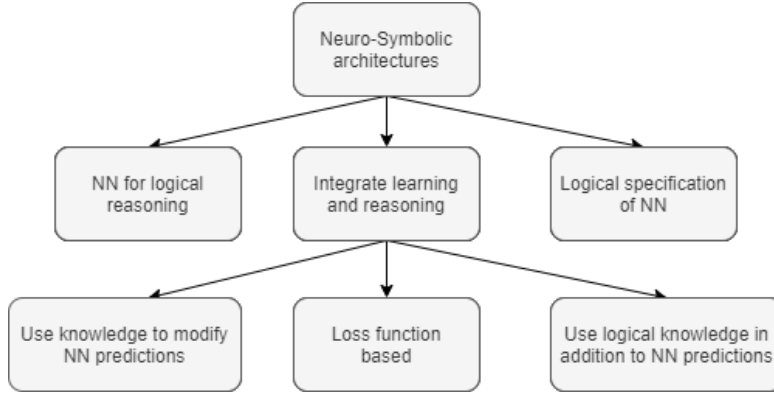 Neuro-Symbolic
architectures
NN for logical
reasoning
Integrate learning
and reasoning
Logical specification
of NN
Use knowledge to modify
NN predictions
Loss function
based
Use logical knowledge in
addition to NN predictions